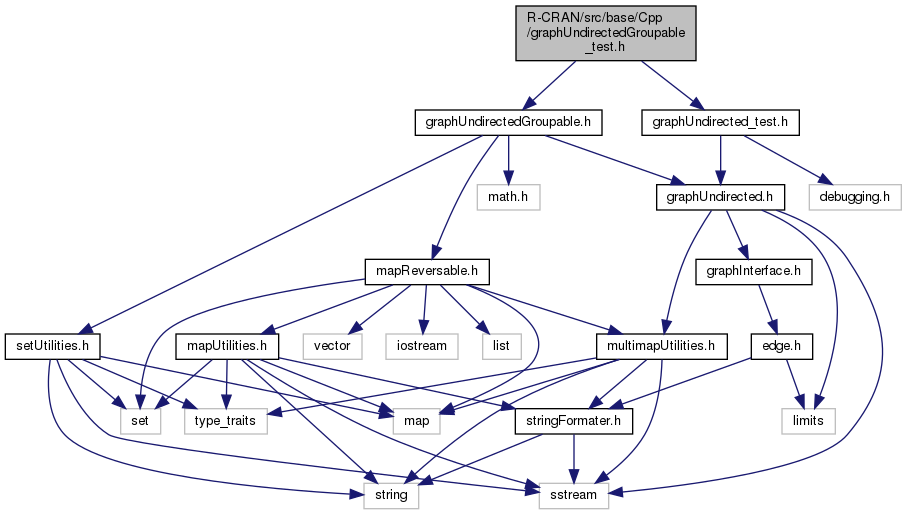 R-CRAN/src/base/Cpp
/graphUndirectedGroupable
_test.h
graphUndirectedGroupable.h
graphUndirected_test.h
math.h
graphUndirected.h
debugging.h
mapReversable.h
graphInterface.h
setUtilities.h
mapUtilities.h
vector
iostream
list
multimapUtilities.h
edge.h
set
type_traits
map
stringFormater.h
limits
string
sstream